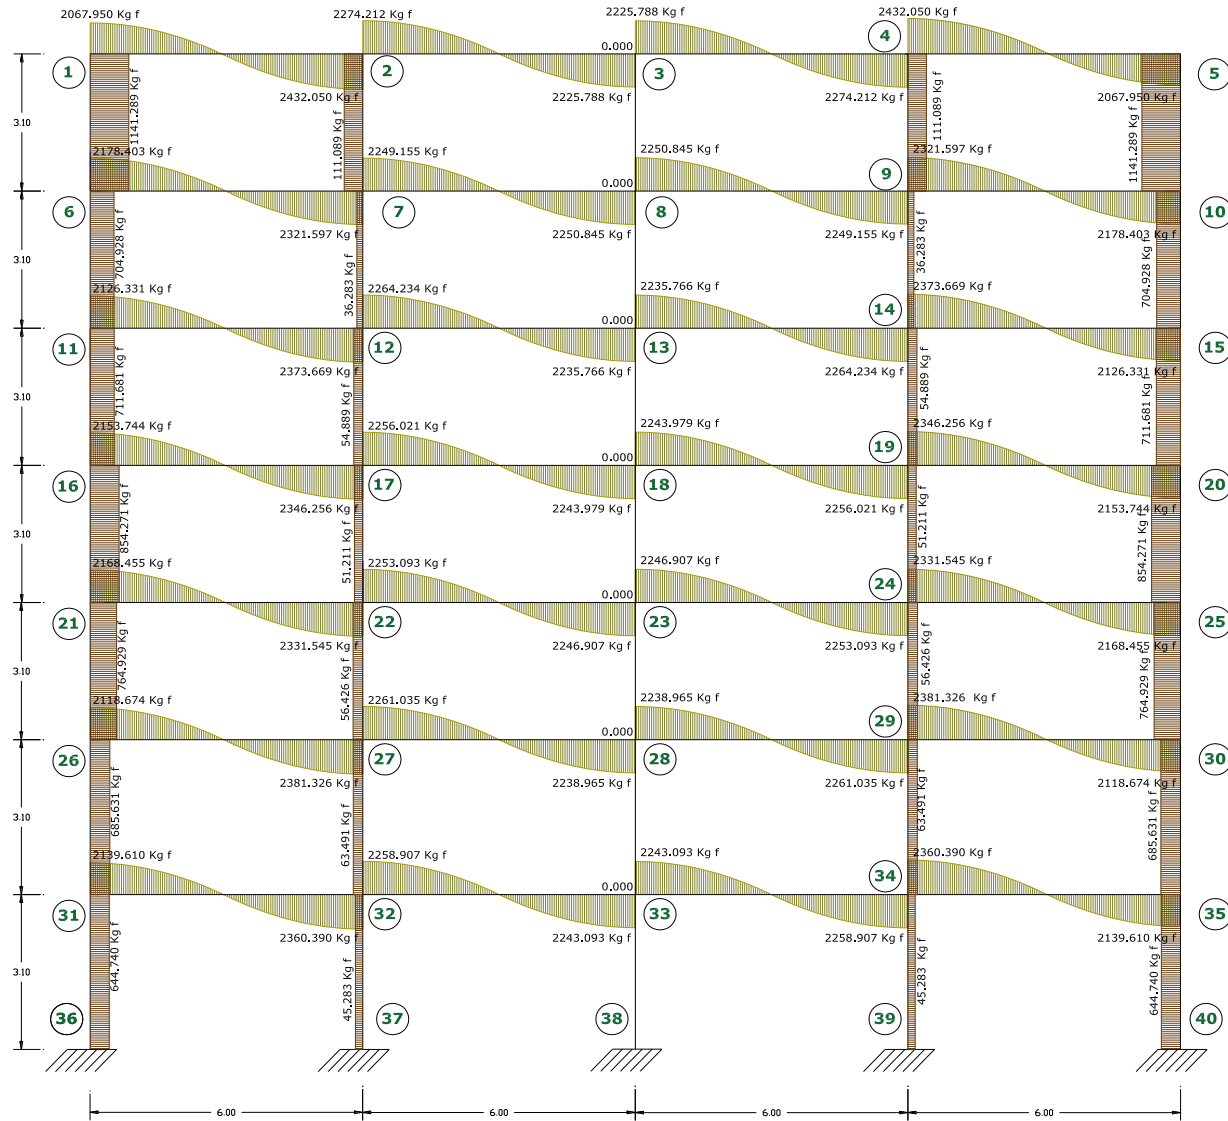 2067.950 Kg f
2274.212 Kg f
2225.788 Kg f
2432.050 Kg f
4
0.000
1
2
3
5
2432.050 Kg f
2225.788 Kg f
2274.212 Kg f
2067.950 Kg f
3.10
1141.289 Kg f
111.089 Kg f
111.089 Kg f
1141.289 Kg f
2178.403 Kg f
2249.155 Kg f
2250.845 Kg f
2321.597 Kg f
9
0.000
6
7
8
10
2321.597 Kg f
2250.845 Kg f
2249.155 Kg f
2178.403 Kg f
3.10
704.928 Kg f
36.283 Kg f
36.283 Kg f
704.928 Kg f
2126.331 Kg f
2264.234 Kg f
2235.766 Kg f
2373.669 Kg f
14
0.000
11
12
13
15
2373.669 Kg f
2235.766 Kg f
2264.234 Kg f
2126.331 Kg f
3.10
711.681 Kg f
54.889 Kg f
54.889 Kg f
711.681 Kg f
2153.744 Kg f
2256.021 Kg f
2243.979 Kg f
2346.256 Kg f
19
0.000
16
17
18
20
2346.256 Kg f
2243.979 Kg f
2256.021 Kg f
2153.744 Kg f
3.10
854.271 Kg f
51.211 Kg f
51.211 Kg f
854.271 Kg f
2168.455 Kg f
2253.093 Kg f
2246.907 Kg f
2331.545 Kg f
24
0.000
21
22
23
25
2331.545 Kg f
2246.907 Kg f
2253.093 Kg f
2168.455 Kg f
3.10
764.929 Kg f
56.426 Kg f
56.426 Kg f
764.929 Kg f
2118.674 Kg f
2261.035 Kg f
2238.965 Kg f
2381.326 Kg f
29
0.000
26
27
28
30
2381.326 Kg f
2238.965 Kg f
2261.035 Kg f
2118.674 Kg f
3.10
685.631 Kg f
63.491 Kg f
63.491 Kg f
685.631 Kg f
2139.610 Kg f
2258.907 Kg f
2243.093 Kg f
2360.390 Kg f
34
0.000
31
32
33
35
2360.390 Kg f
2243.093 Kg f
2258.907 Kg f
2139.610 Kg f
3.10
644.740 Kg f
45.283 Kg f
45.283 Kg f
644.740 Kg f
36
37
38
39
40
6.00
6.00
6.00
6.00